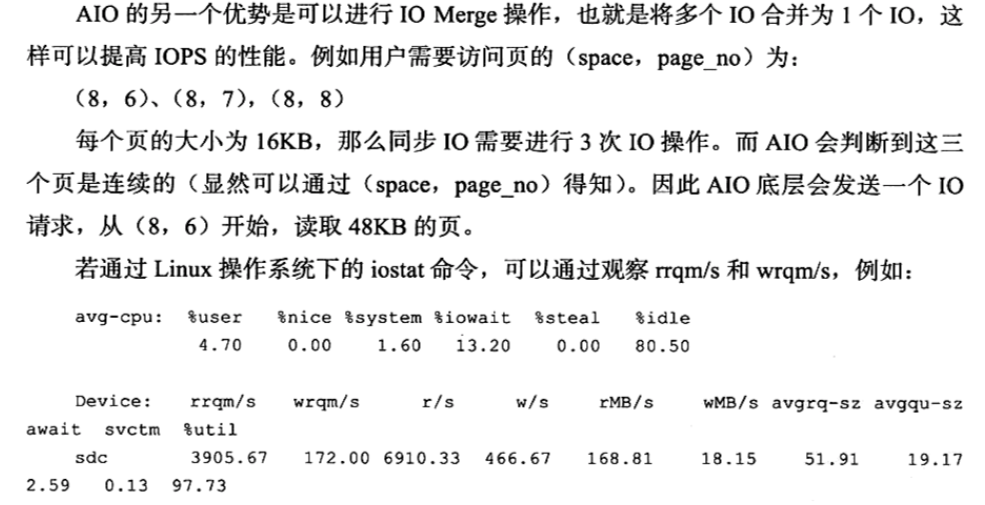 AIO 的另一个优势是可以进行 IO Merge 操作，也就是将多个 IO 合并为 1 个 IO，这
样可以提高 IOPS 的性能。例如用户需要访问页的（space，page_no）为：
（8，6）、（8，7），（8，8）
每个页的大小为 16KB，那么同步 IO 需要进行 3 次 IO 操作。而 AIO 会判断到这三
个页是连续的（显然可以通过（space，page_no）得知）。因此 AIO 底层会发送一个 IO
请求，从（8，6）开始，读取 48KB 的页。
若通过 Linux 操作系统下的 iostat 命令，可以通过观察 rrqm/s 和 wrqm/s，例如：
avg-cpu: %user %nice %system %iowait %steal %idle
4.70 0.00 1.60 13.20 0.00 80.50
Device: rrqm/s wrqm/s r/s w/s rMB/s wMB/s avgrq-sz avgqu-sz
await svctm %util
sdc 3905.67 172.00 6910.33 466.67 168.81 18.15 51.91 19.17
2.59 0.13 97.73